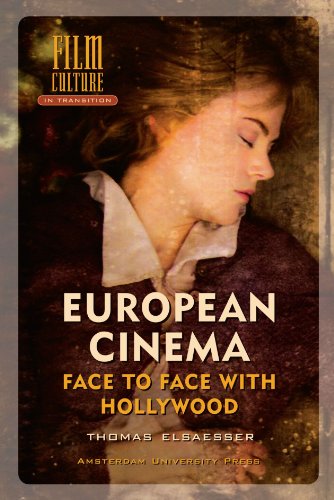 FILM
CULTURE
IN TRANSITION
EUROPEAN
CINEMA
FACE TO FACE WITH
HOLLYWOOD
THOMAS ELSAESSER
AMSTERDAM UNIVERSITY PRESS